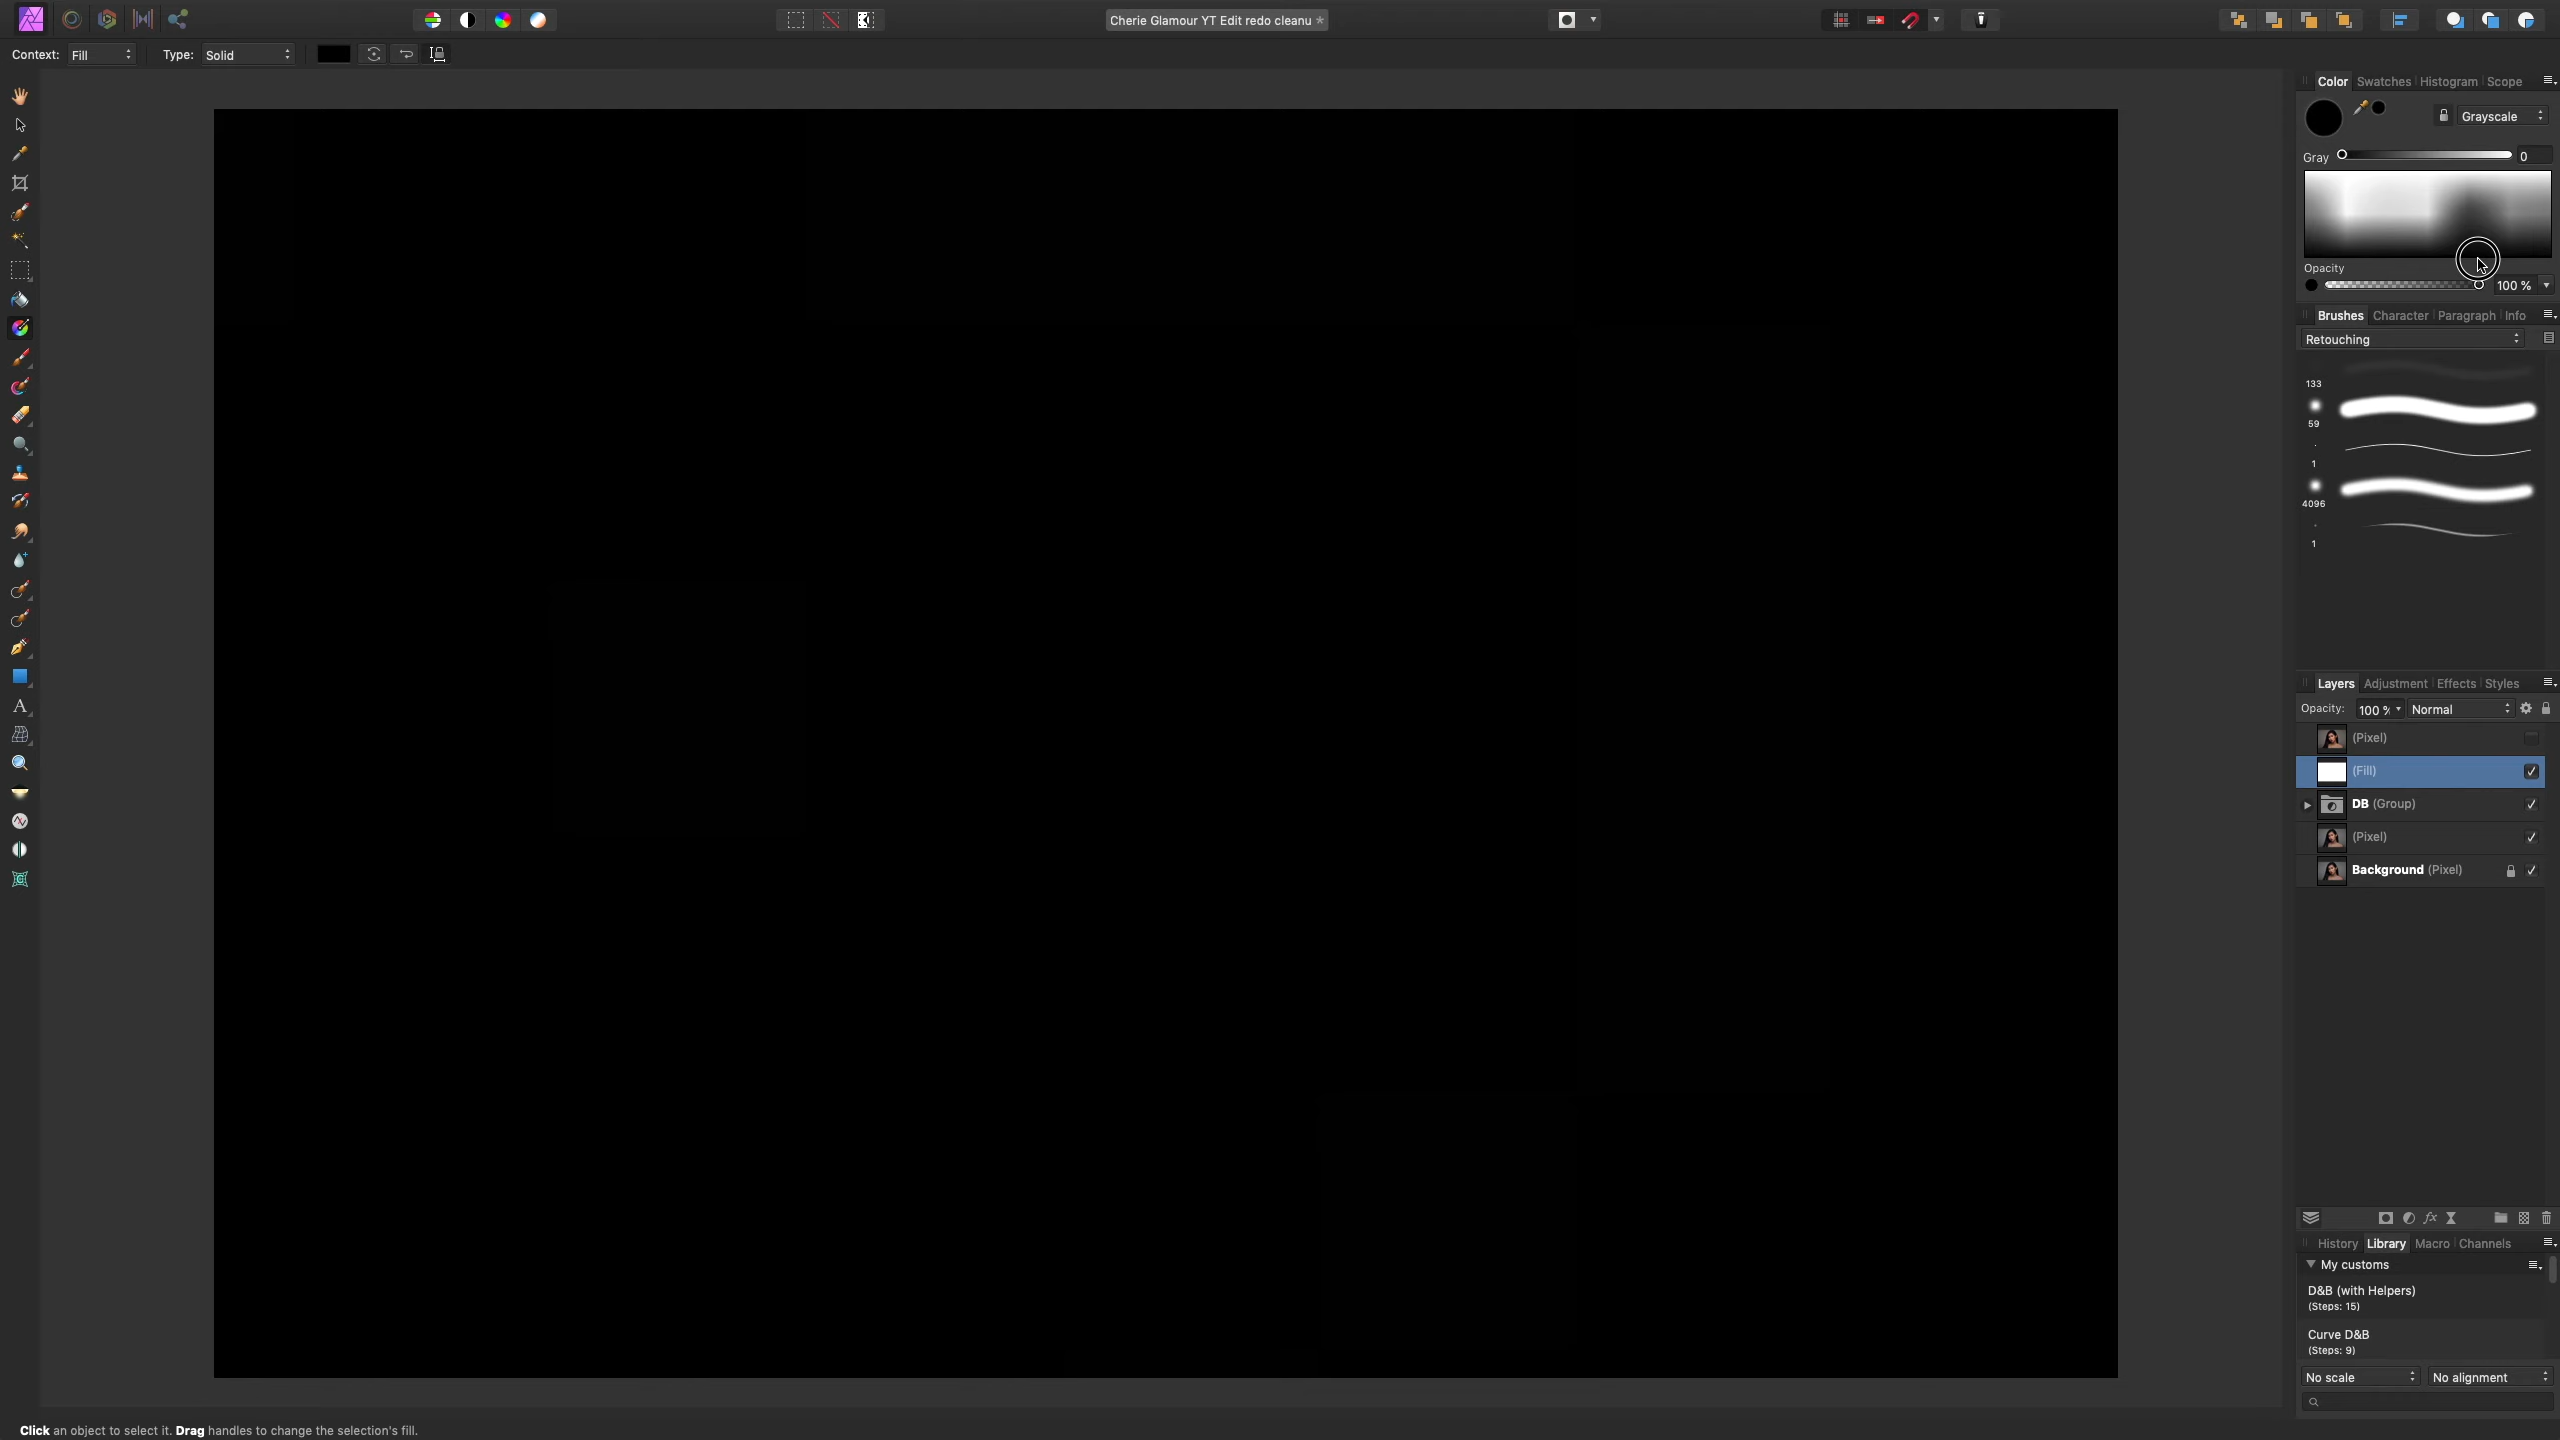 Cherie Glamour YT Edit redo cleanu *
Context: Fill Type: Solid
Color Swatches Histogram Scope
Grayscale
Gray 0
Opacity
100 %
Brushes Character Paragraph Info
Retouching
133
59
1
4096
1
Layers Adjustment Effects Styles
Opacity: 100 % Normal
(Pixel)
(Fill)
DB (Group)
(Pixel)
Background (Pixel)
History Library Macro Channels
My customs
D&B (with Helpers)
(Steps: 15)
Curve D&B
(Steps: 9)
No scale No alignment
Click an object to select it. Drag handles to change the selection's fill.